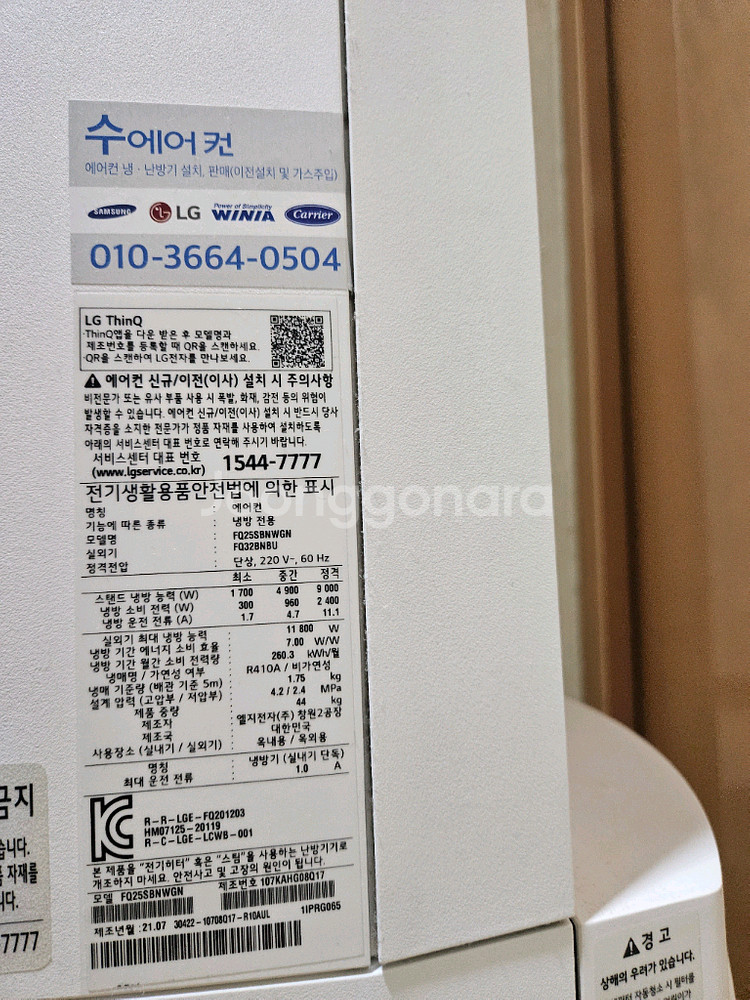 수에어컨
에어컨 냉·난방기 설치, 판매(이전설치 및 가스주입)
SAMSUNG LG Power of Simplicity WINIA Carrier
010-3664-0504
LG ThinQ
·ThinQ앱을 다운 받은 후 모델명과
제조번호를 등록할 때 QR을 스캔하세요.
·QR을 스캔하여 LG전자를 만나보세요.
에어컨 신규/이전(이사) 설치 시 주의사항
비전문가 또는 유사 부품 사용 시 폭발, 화재, 감전 등의 위험이
발생할 수 있습니다. 에어컨 신규/이전(이사) 설치 시 반드시 당사
자격증을 소지한 전문가가 정품 자재를 사용하여 설치하도록
아래의 서비스센터 대표 번호로 연락해 주시기 바랍니다.
서비스센터 대표 번호 1544-7777
(www.lgservice.co.kr)
전기생활용품안전법에 의한 표시
명칭 : 에어컨
기능에 따른 종류 : 냉방 전용
모델명 : FQ25SBNWGN
실외기 : FQ32BNBU
정격전압 : 단상, 220 V~, 60 Hz
최소 중간 정격
스탠드 냉방 능력 (W) : 1 700 4 900 9 000
냉방 소비 전력 (W) : 300 960 2 400
냉방 운전 전류 (A) : 1.7 4.7 11.1
실외기 최대 냉방 능력 : 11 800 W
냉방 기간 에너지 소비 효율 : 7.00 W/W
냉방 기간 월간 소비 전력량 : 260.3 kWh/월
냉매명 / 가연성 여부 : R410A / 비가연성
냉매 기준량 (배관 기준 5m) : 1.75 kg
설계 압력 (고압부 / 저압부) : 4.2 / 2.4 MPa
제품 중량 : 44 kg
제조자 : 엘지전자(주) 창원2공장
제조국 : 대한민국
사용장소 (실내기 / 실외기) : 옥내용 / 옥외용
명칭 : 냉방기 (실내기 단독)
최대 운전 전류 : 1.0 A
R-R-LGE-FQ201203
HM07125-20119
R-C-LGE-LCWB-001
본 제품을 "전기히터" 혹은 "스팀"을 사용하는 난방기기로
개조하지 마세요. 안전사고 및 고장의 원인이 됩니다.
모델 FQ25SBNWGN 제조번호 107KAHG08Q17
제조년월 : 21.07 30422-10708Q17-R10AUL 1IPRG065
금지
습니다.
품 자재를
니다.
-7777
경 고
상해의 우려가 있습니다.
자동청소 시 필터를
Joonggonara